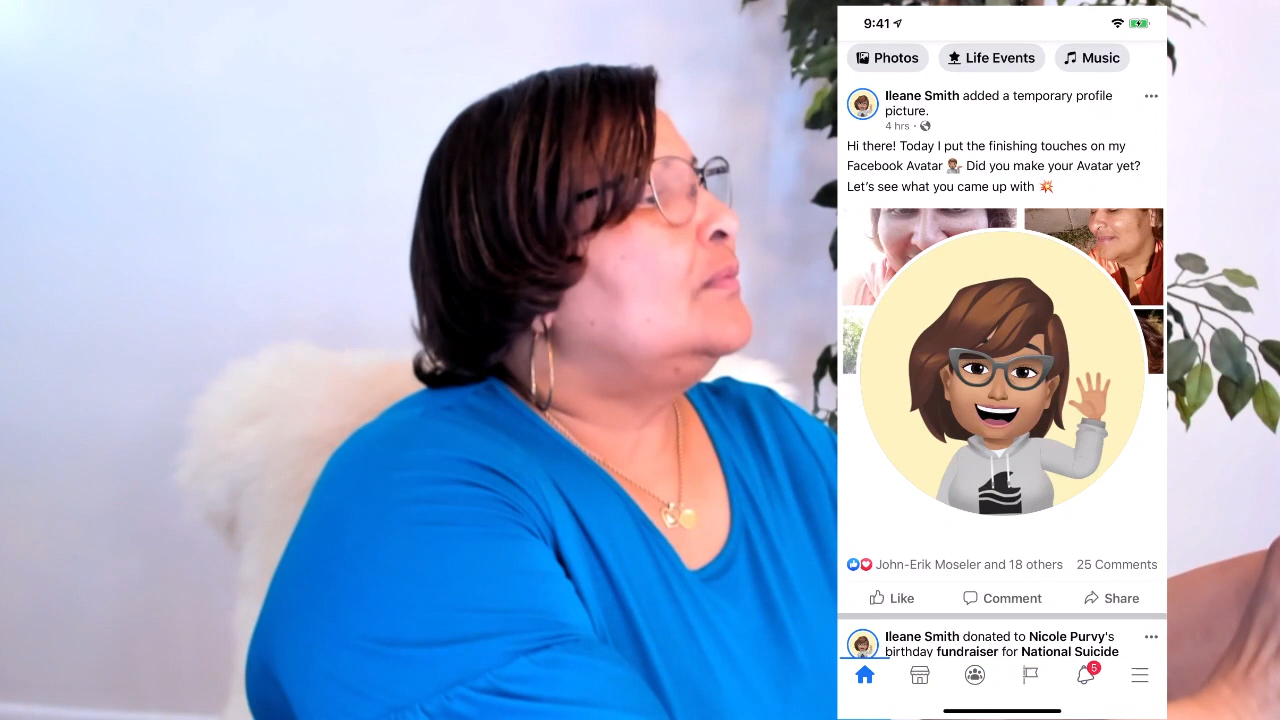 9:41
Photos
Life Events
Music
Ileane Smith added a temporary profile
picture.
4 hrs ·
Hi there! Today I put the finishing touches on my
Facebook Avatar Did you make your Avatar yet?
Let's see what you came up with
John-Erik Moseler and 18 others 25 Comments
Like
Comment
Share
Ileane Smith donated to Nicole Purvy's
birthday fundraiser for National Suicide
5